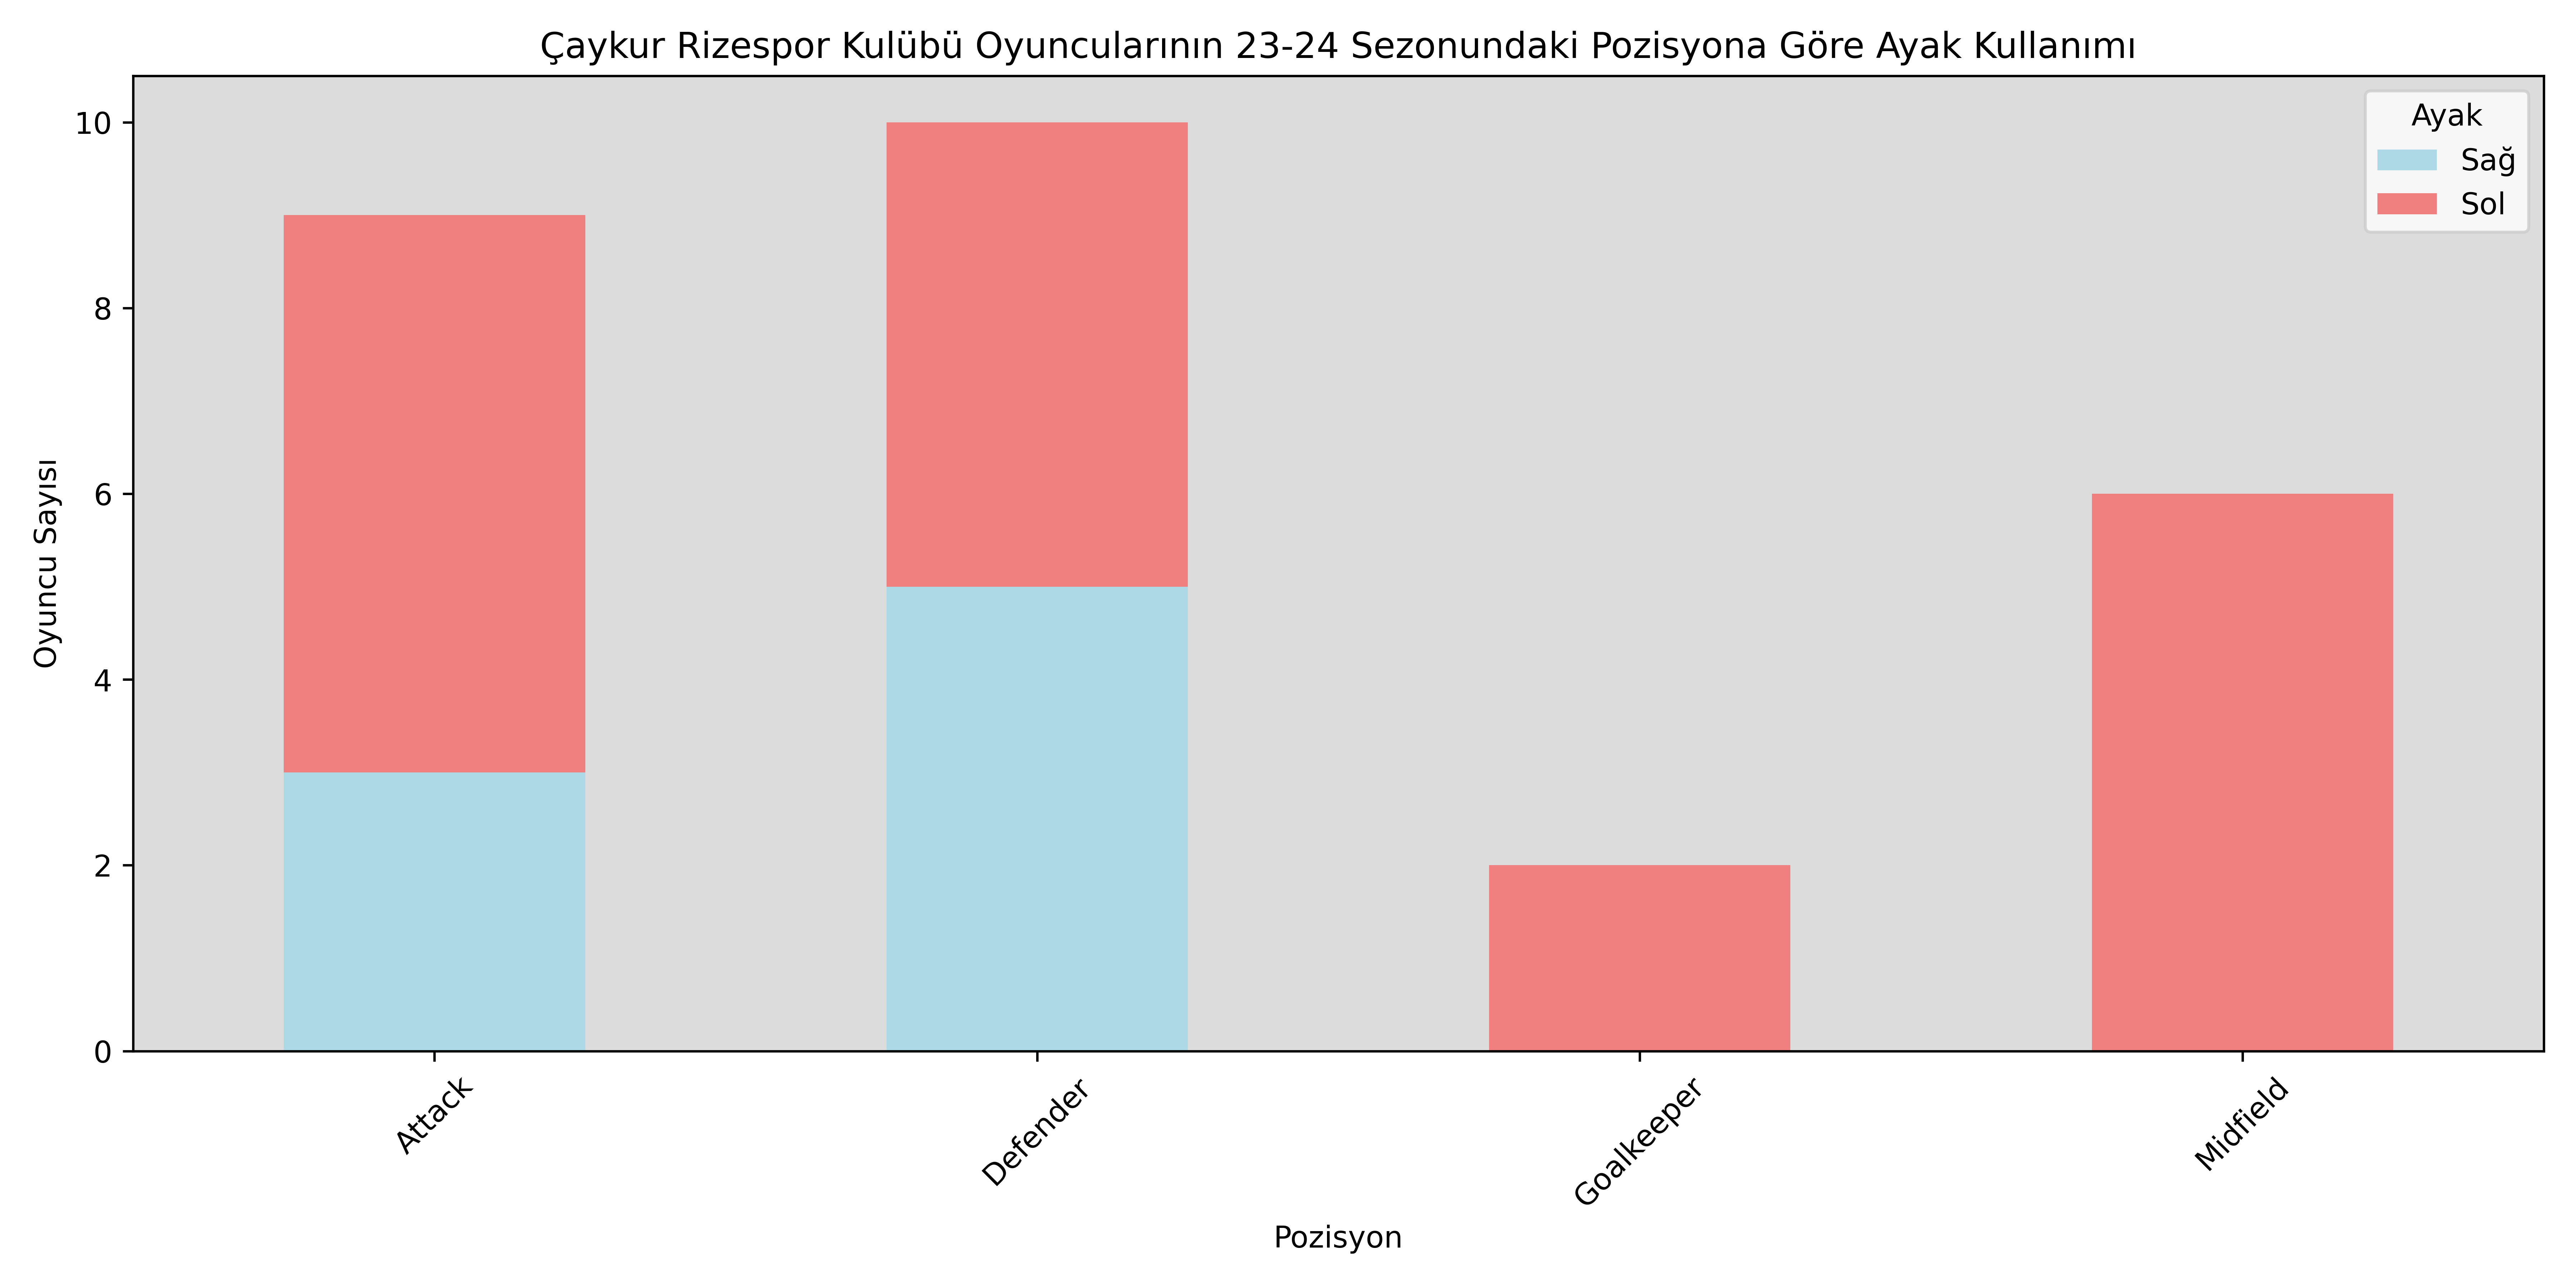 Çaykur Rizespor Kulübü Oyuncularının 23-24 Sezonundaki Pozisyona Göre Ayak Kullanımı
Ayak
Sağ
Sol
Oyuncu Sayısı
10
8
6
4
2
0
Attack
Defender
Goalkeeper
Midfield
Pozisyon